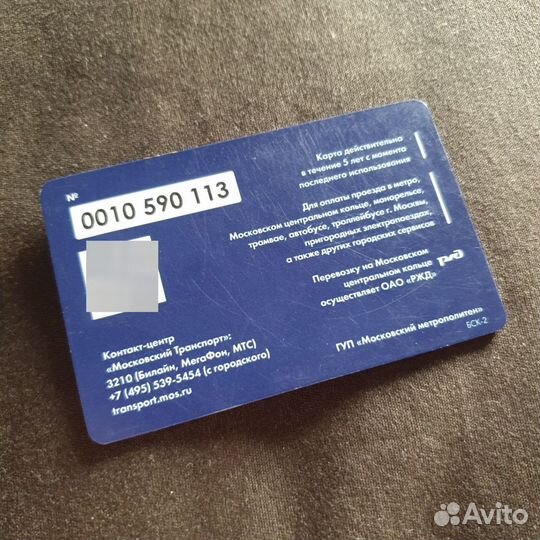 №
0010 590 113
Карта действительна
в течение 5 лет с момента
последнего использования
Для оплаты проезда в метро,
Московском центральном кольце, монорельсе,
трамвае, автобусе, троллейбусе г. Москвы,
пригородных электропоездах,
а также других городских сервисов
Перевозку на Московском
центральном кольце
осуществляет ОАО «РЖД»
Контакт-центр
«Московский Транспорт»:
3210 (Билайн, МегаФон, МТС)
+7 (495) 539-5454 (с городского)
transport.mos.ru
ГУП «Московский метрополитен»
БСК-2
Avito